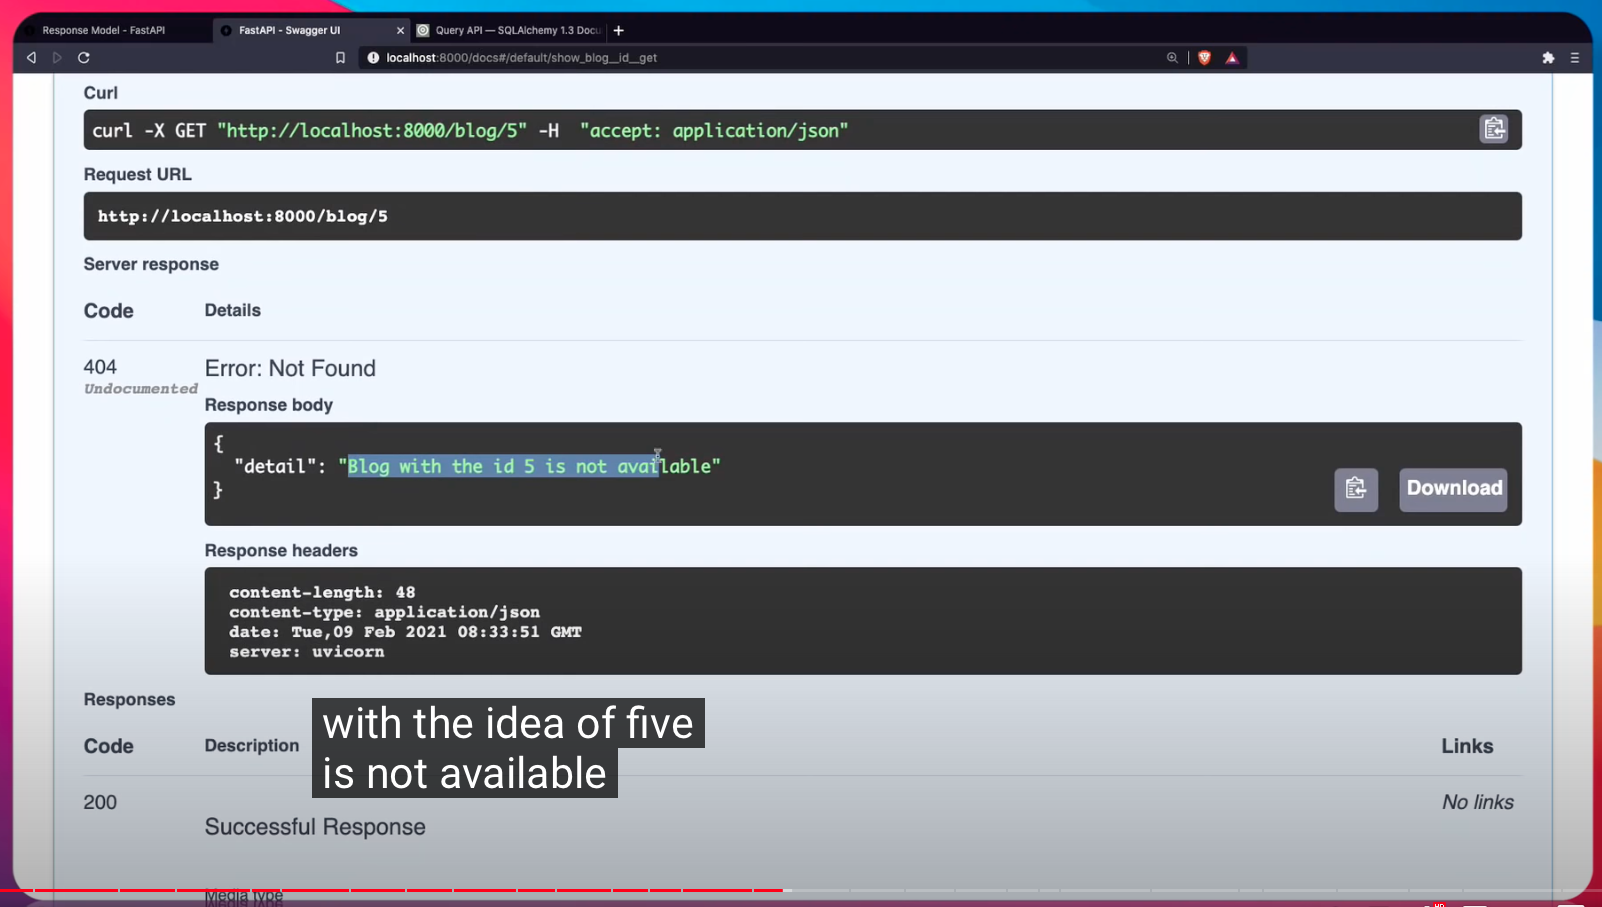 Response Model - FastAPI
FastAPI - Swagger UI
Query API — SQLAlchemy 1.3 Docu
localhost:8000/docs#/default/show_blog__id__get
Curl
curl -X GET "http://localhost:8000/blog/5" -H  "accept: application/json"
Request URL
http://localhost:8000/blog/5
Server response
Code Details
404 Error: Not Found
Undocumented
Response body
{
"detail": "Blog with the id 5 is not available"
}
Download
Response headers
content-length: 48
content-type: application/json
date: Tue,09 Feb 2021 08:33:51 GMT
server: uvicorn
Responses
with the idea of five
is not available
Code Description Links
200 No links
Successful Response
Media type